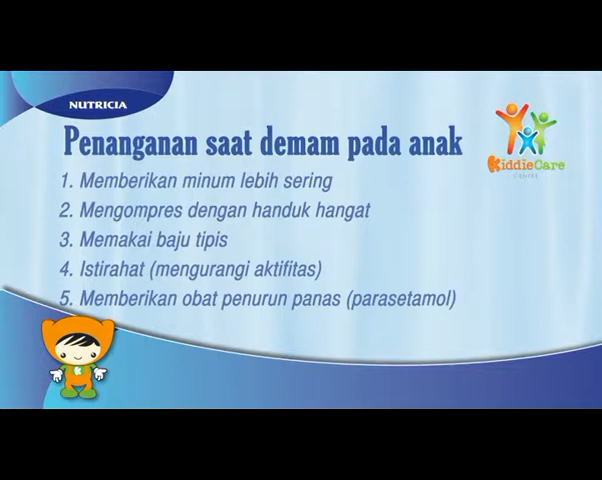 NUTRICIA
Penanganan saat demam pada anak
KiddieCare
CENTRE
1. Memberikan minum lebih sering
2. Mengompres dengan handuk hangat
3. Memakai baju tipis
4. Istirahat (mengurangi aktifitas)
5. Memberikan obat penurun panas (parasetamol)